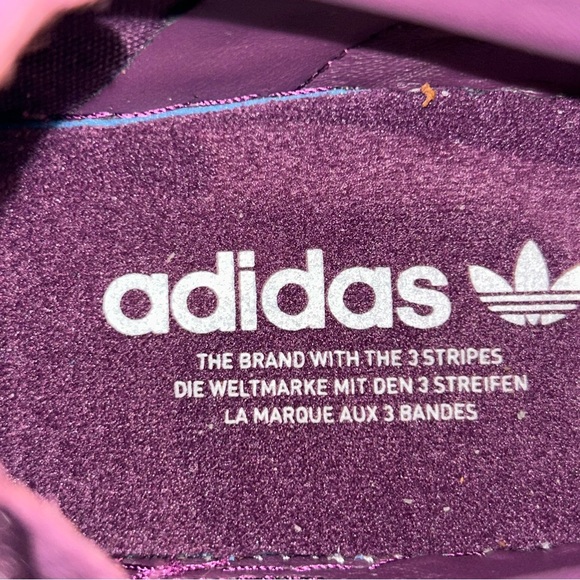 adidas
THE BRAND WITH THE 3 STRIPES
DIE WELTMARKE MIT DEN 3 STREIFEN
LA MARQUE AUX 3 BANDES